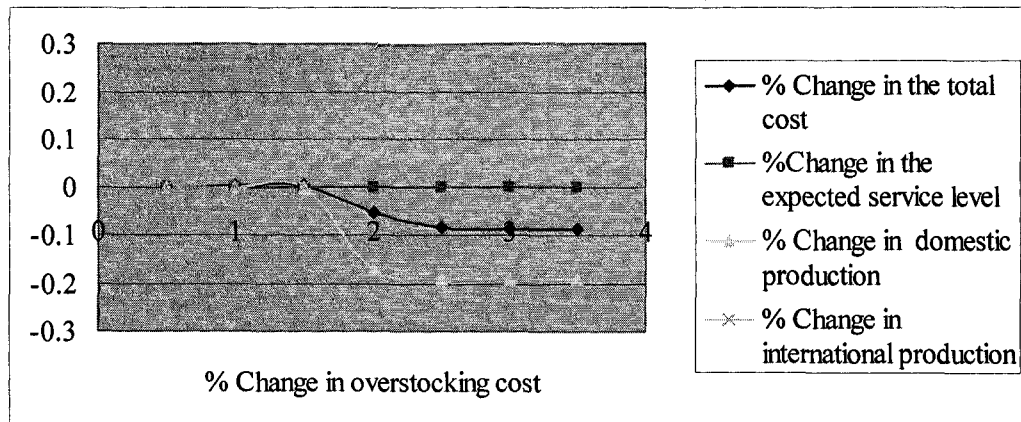 0.3
0.2
0.1
0
-0.1
-0.2
-0.3
0 1 2 3 4
% Change in overstocking cost
% Change in the total
cost
%Change in the
expected service level
% Change in domestic
production
% Change in
international production